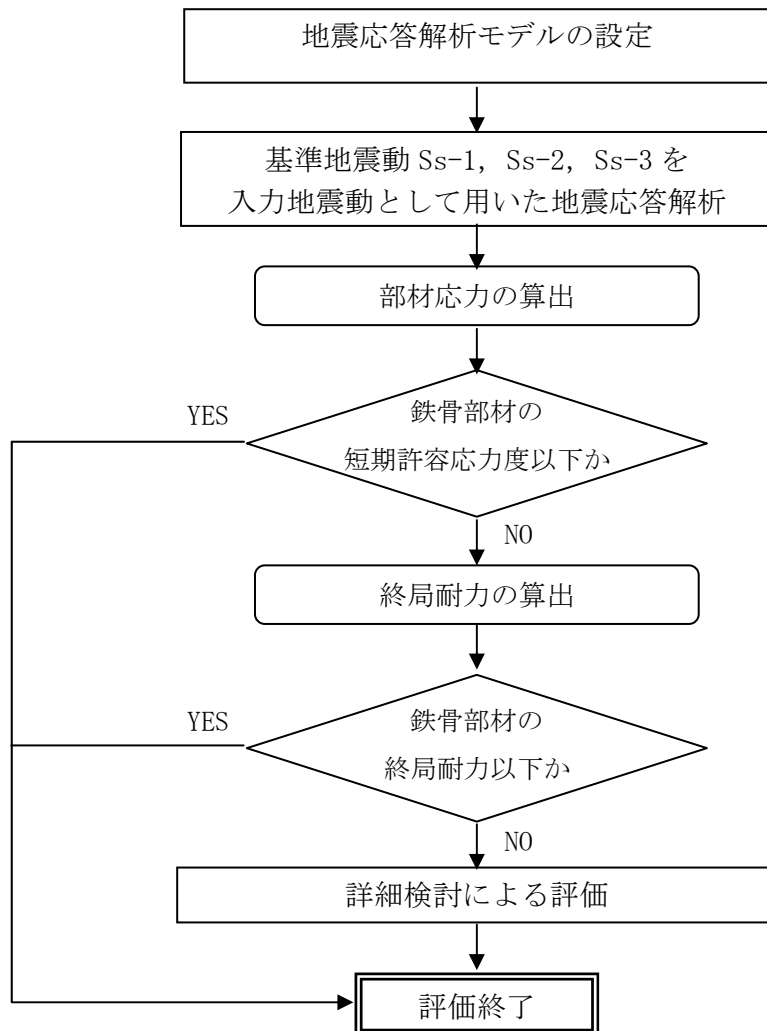 地震応答解析モデルの設定
基準地震動 Ss-1, Ss-2, Ss-3 を
入力地震動として用いた地震応答解析
部材応力の算出
YES
鉄骨部材の
短期許容応力度以下か
NO
終局耐力の算出
YES
鉄骨部材の
終局耐力以下か
NO
詳細検討による評価
評価終了